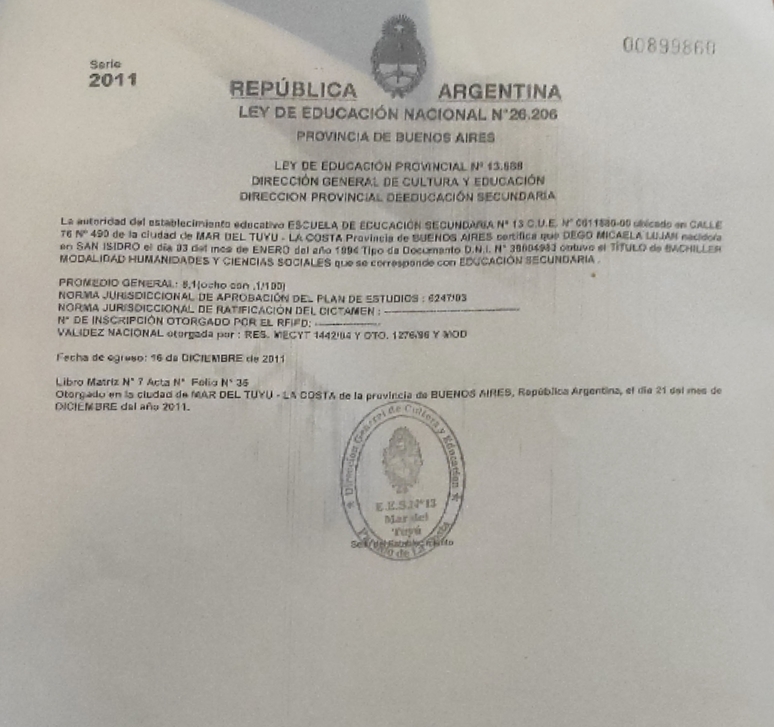 00899860
Serie
2011
REPÚBLICA ARGENTINA
LEY DE EDUCACIÓN NACIONAL N°26.206
PROVINCIA DE BUENOS AIRES
LEY DE EDUCACIÓN PROVINCIAL N° 13.688
DIRECCIÓN GENERAL DE CULTURA Y EDUCACIÓN
DIRECCION PROVINCIAL DEEDUCACIÓN SECUNDARIA
La autoridad del establecimiento educativo ESCUELA DE EDUCACIÓN SECUNDARIA N° 13 C.U.E. N° ubicado en CALLE
76 N° 490 de la ciudad de MAR DEL TUYU - LA COSTA Provincia de BUENOS AIRES certifica que DEGO MICAELA LUJAN nacido/a
en SAN ISIDRO el día 03 del mes de ENERO del año 1994 Tipo de Documento D.N.I. N° obtuvo el TÍTULO de BACHILLER
MODALIDAD HUMANIDADES Y CIENCIAS SOCIALES que se corresponde con EDUCACIÓN SECUNDARIA .
PROMEDIO GENERAL: 8,1(ocho con ,1/100)
NORMA JURISDICCIONAL DE APROBACIÓN DEL PLAN DE ESTUDIOS : 6247/03
NORMA JURISDICCIONAL DE RATIFICACIÓN DEL DICTAMEN :
N° DE INSCRIPCIÓN OTORGADO POR EL RFIFD:
VALIDEZ NACIONAL otorgada por : RES. MECYT 1442/04 Y DTO. 1276/96 Y MOD
Fecha de egreso: 16 de DICIEMBRE de 2011
Libro Matriz N° 7 Acta N° Folio N° 35
Otorgado en la ciudad de MAR DEL TUYU - LA COSTA de la provincia de BUENOS AIRES, República Argentina, el día 21 del mes de
DICIEMBRE del año 2011.
Dirección General de Cultura y Educación
E.E.S.N°13
Mar del
Tuyú
Partido de La Costa